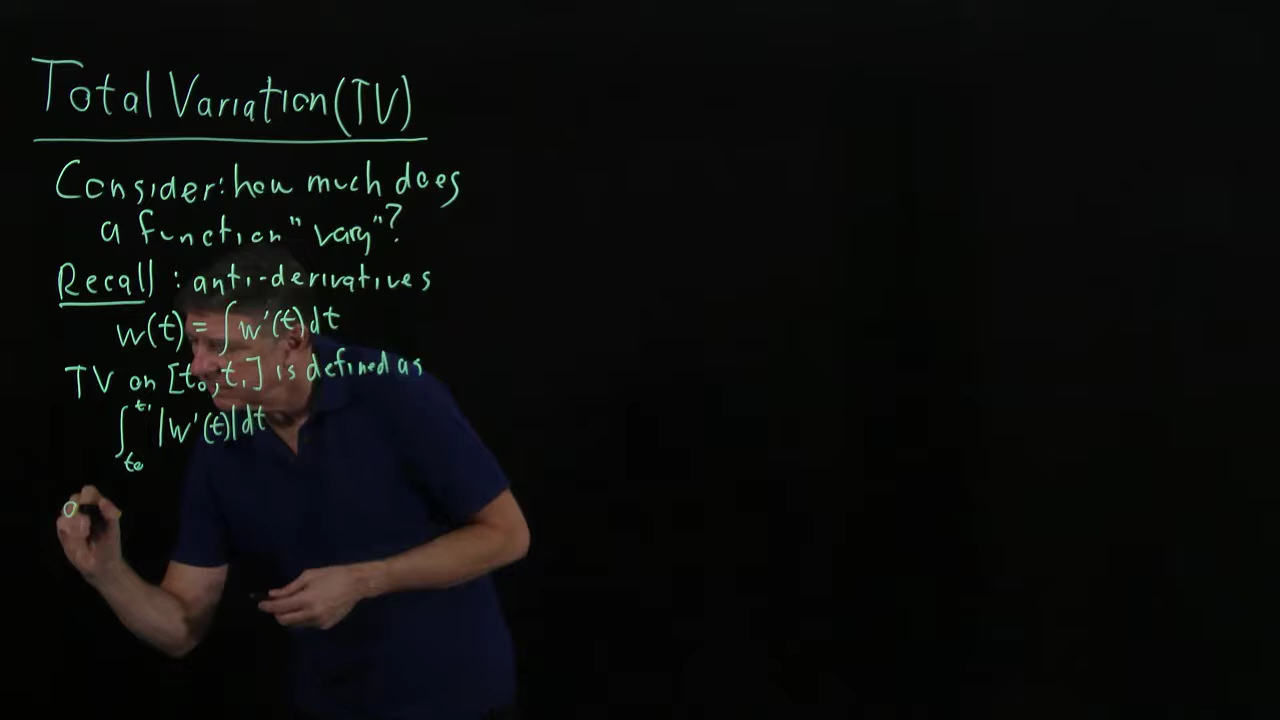 Total Variation (TV)
Consider: how much does
a function "vary"?
Recall: anti-derivatives
w(t) = ∫ w'(t) dt
TV on [t₀, t₁] is defined as
∫_{t₀}^{t₁} |w'(t)| dt
o